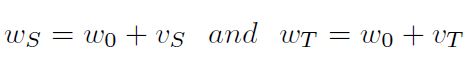 w_S = w_0 + v_S and w_T = w_0 + v_T